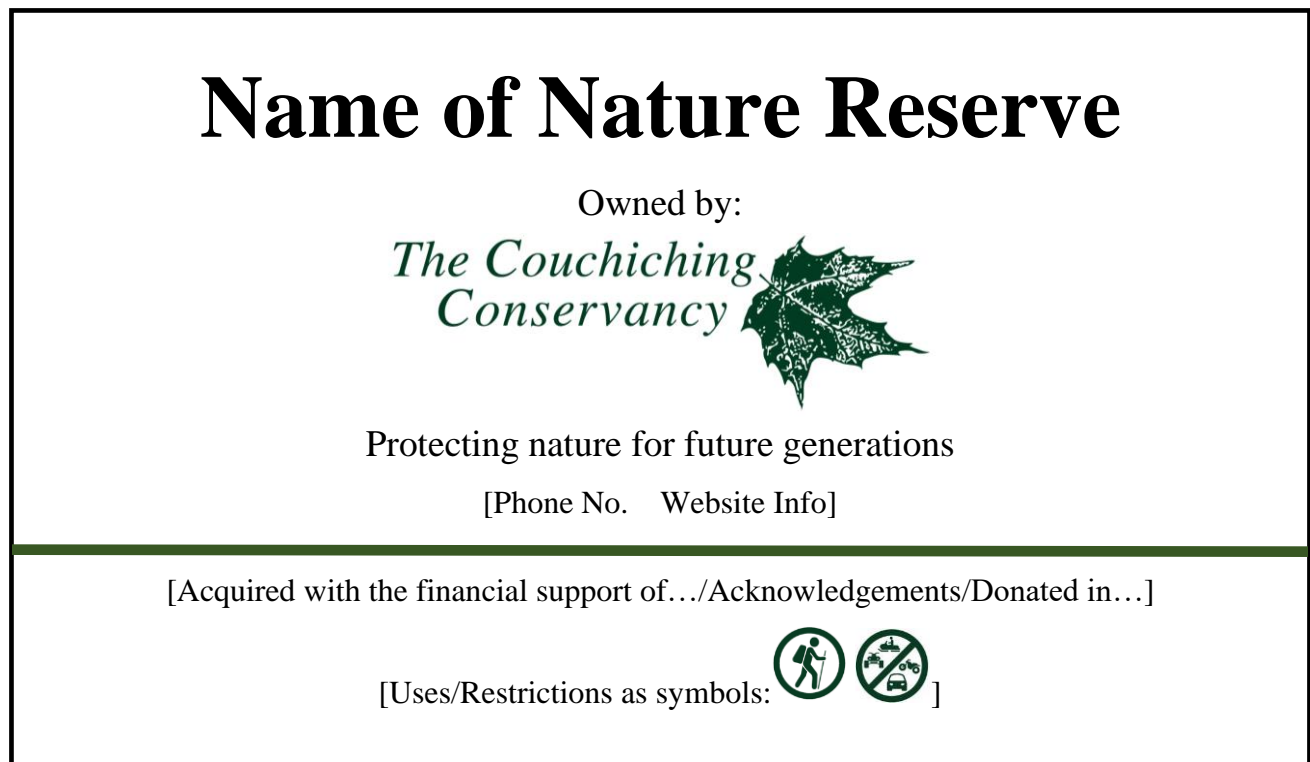 Name of Nature Reserve
Owned by:
The Couchiching
Conservancy
Protecting nature for future generations
[Phone No. Website Info]
[Acquired with the financial support of…/Acknowledgements/Donated in…]
[Uses/Restrictions as symbols: ]